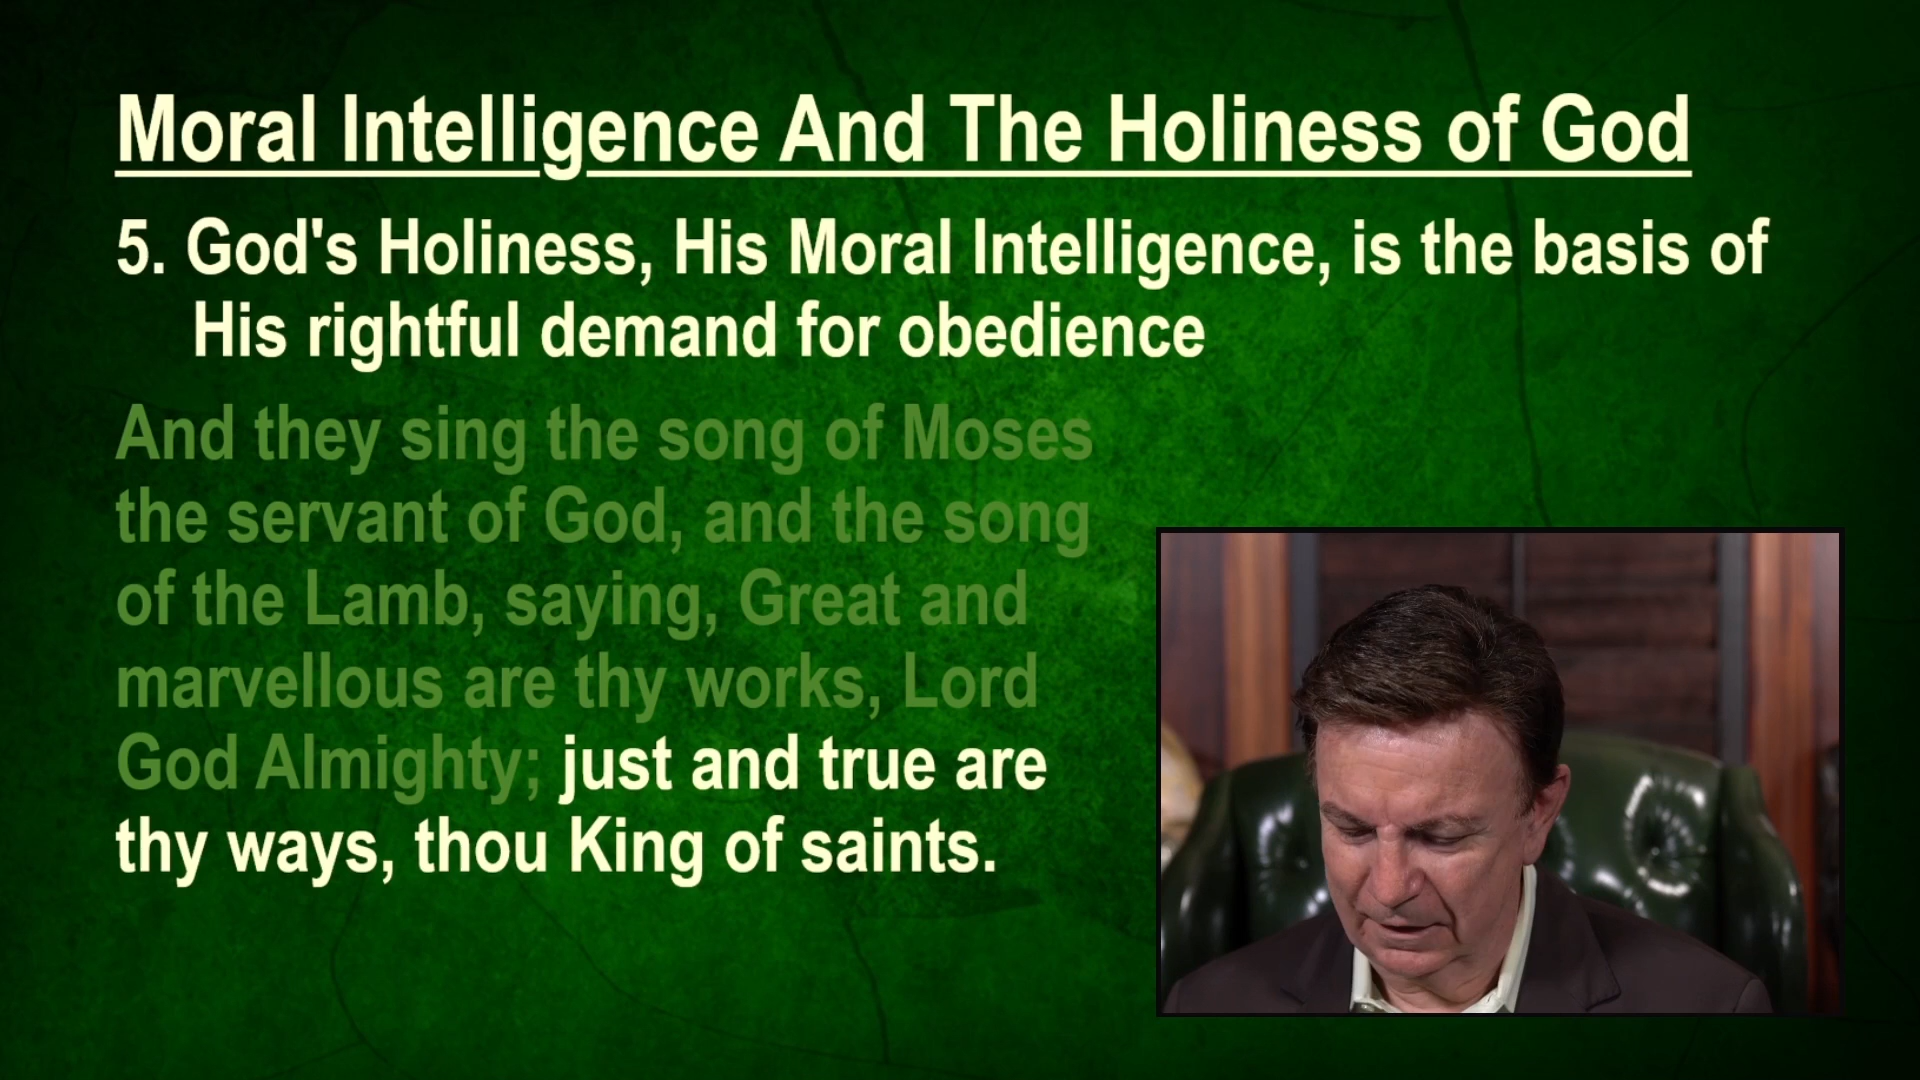 Moral Intelligence And The Holiness of God
5. God's Holiness, His Moral Intelligence, is the basis of
His rightful demand for obedience
And they sing the song of Moses
the servant of God, and the song
of the Lamb, saying, Great and
marvellous are thy works, Lord
God Almighty; just and true are
thy ways, thou King of saints.